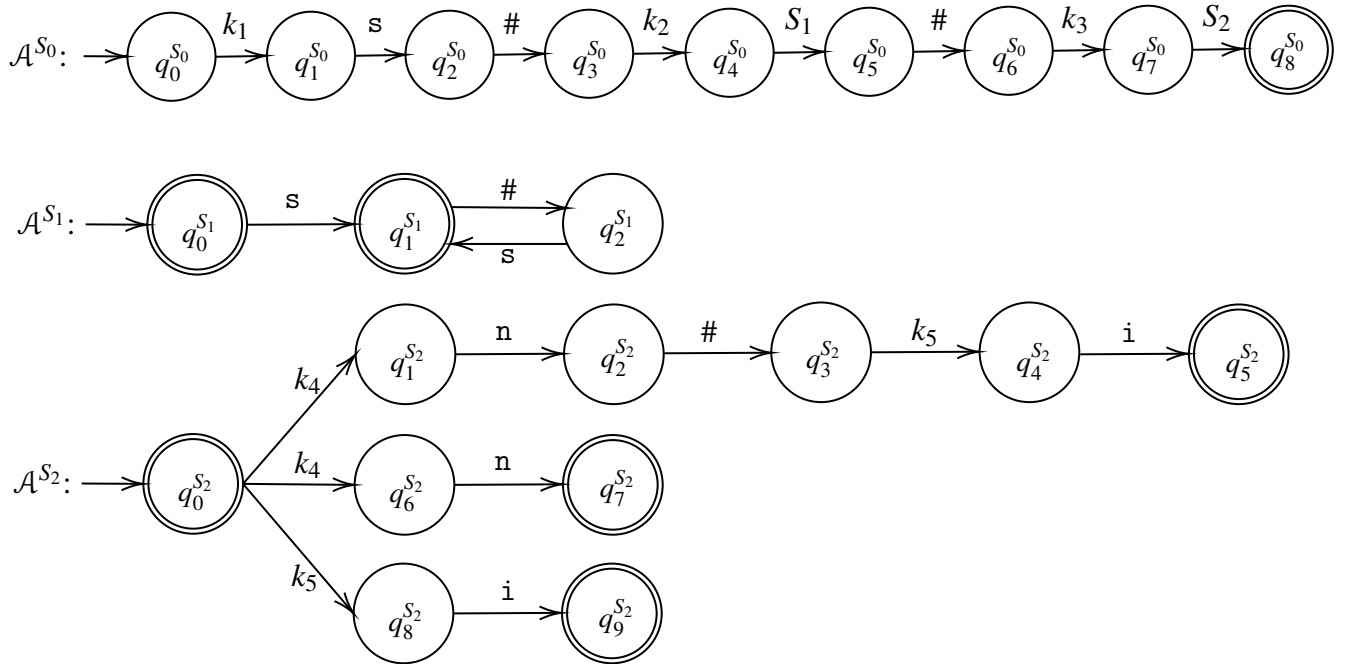 𝒜^{S_0}: q_0^{S_0} k_1 q_1^{S_0} s q_2^{S_0} # q_3^{S_0} k_2 q_4^{S_0} S_1 q_5^{S_0} # q_6^{S_0} k_3 q_7^{S_0} S_2 q_8^{S_0}
𝒜^{S_1}: q_0^{S_1} s q_1^{S_1} # s q_2^{S_1}
q_1^{S_2} n q_2^{S_2} # q_3^{S_2} k_5 q_4^{S_2} i q_5^{S_2}
k_4
𝒜^{S_2}: q_0^{S_2} k_4 q_6^{S_2} n q_7^{S_2}
k_5 q_8^{S_2} i q_9^{S_2}